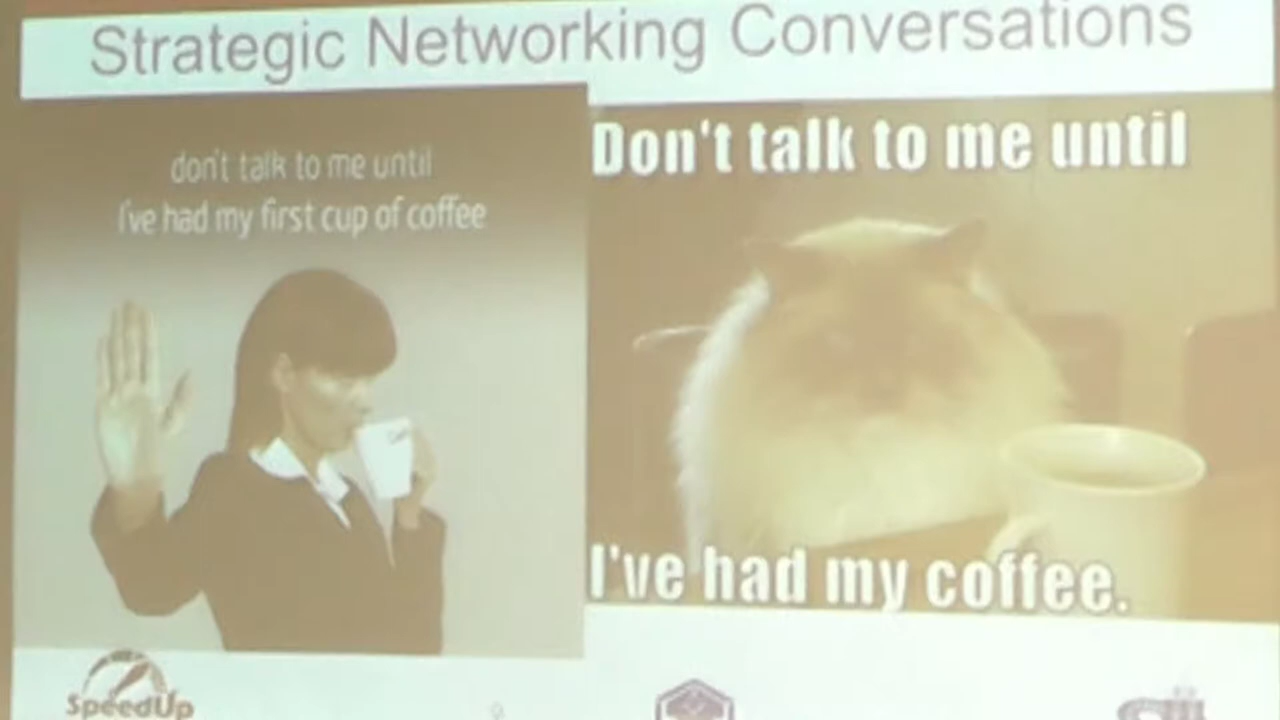 Strategic Networking Conversations
don't talk to me until
I've had my first cup of coffee
Don't talk to me until
I've had my coffee.
SpeedUp